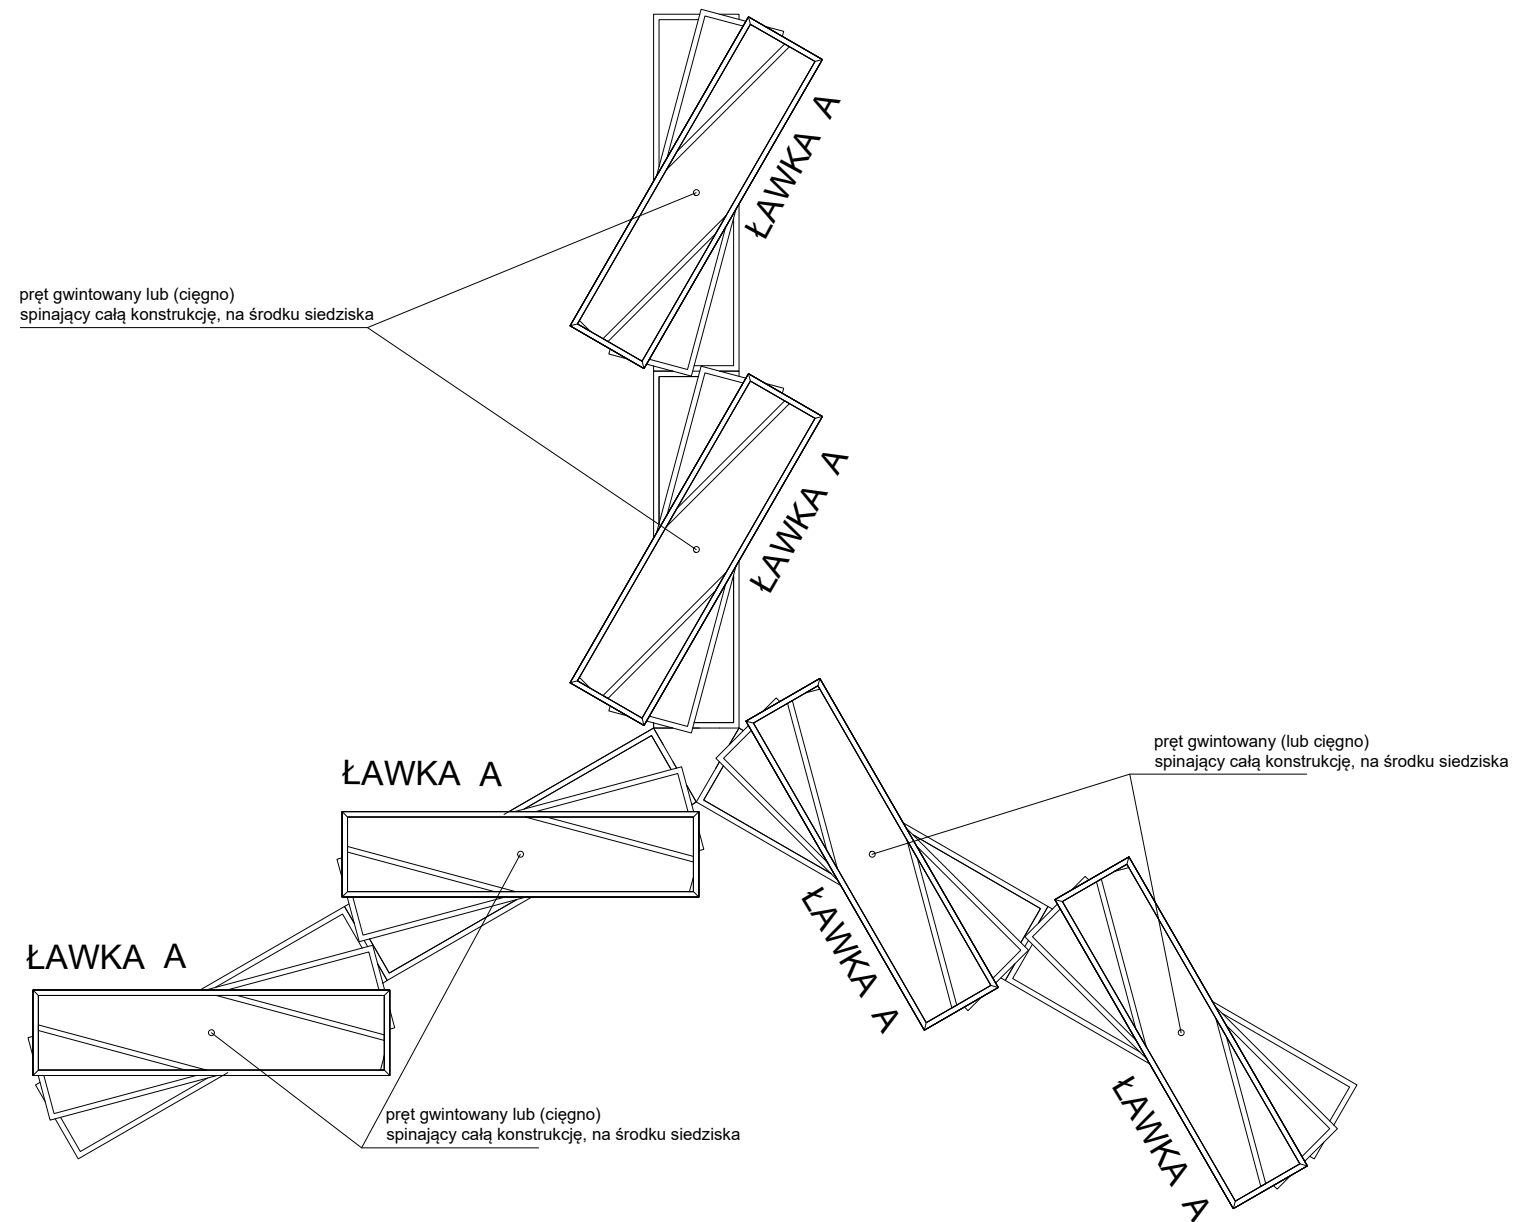 ŁAWKA A
pręt gwintowany lub (cięgno)
spinający całą konstrukcję, na środku siedziska
ŁAWKA A
pręt gwintowany (lub cięgno)
spinający całą konstrukcję, na środku siedziska
ŁAWKA A
ŁAWKA A
ŁAWKA A
ŁAWKA A
pręt gwintowany lub (cięgno)
spinający całą konstrukcję, na środku siedziska